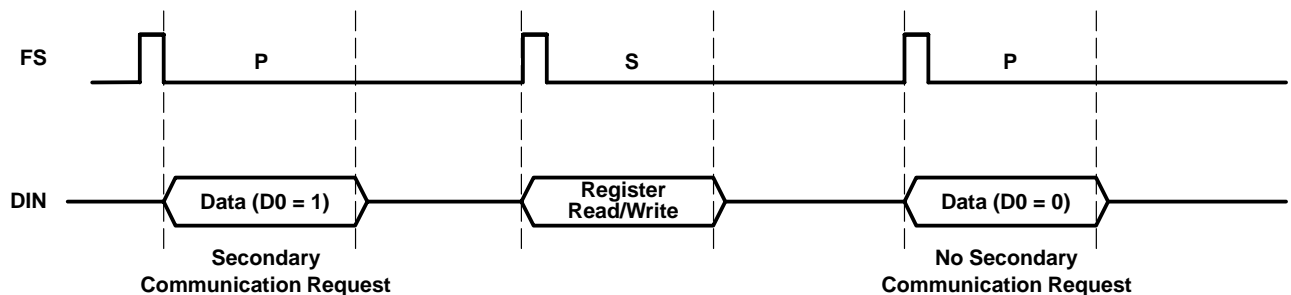 FS
P
S
P
DIN
Data (D0 = 1)
Register
Read/Write
Data (D0 = 0)
Secondary
Communication Request
No Secondary
Communication Request